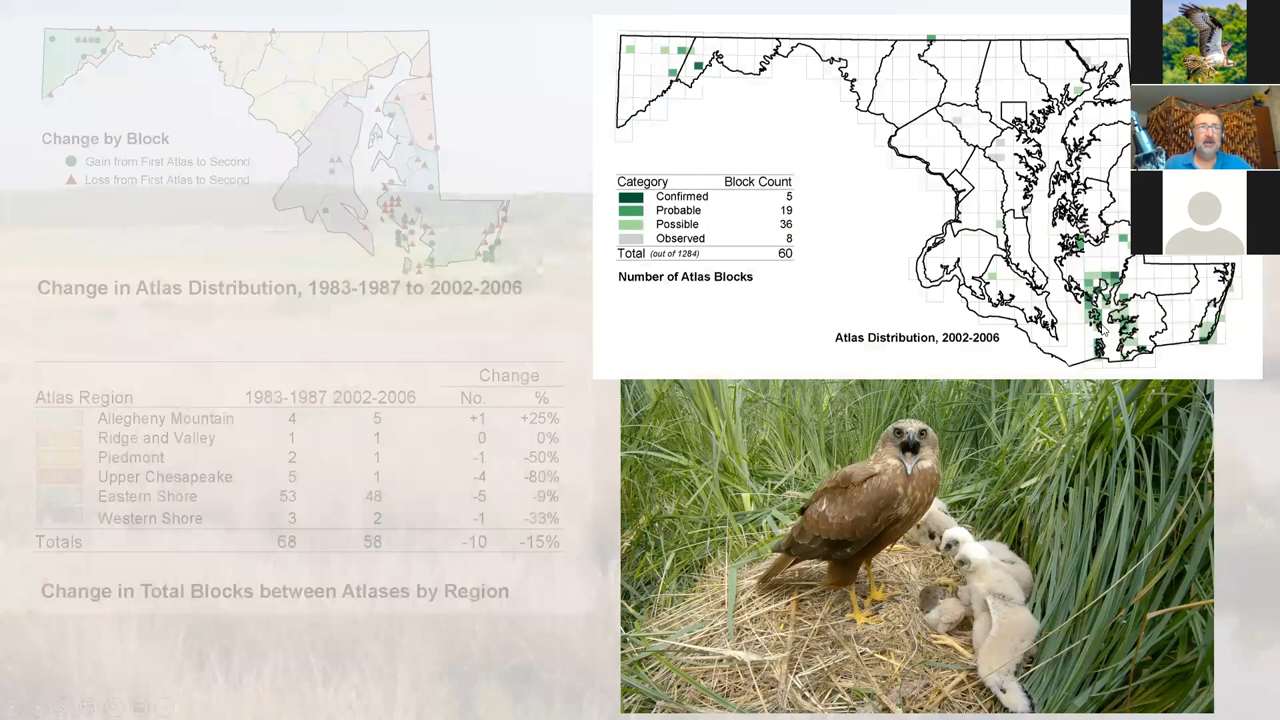 Change by Block
Gain from First Atlas to Second
Loss from First Atlas to Second
Change in Atlas Distribution, 1983-1987 to 2002-2006
Change
Atlas Region 1983-1987 2002-2006 No. %
Allegheny Mountain 4 5 +1 +25%
Ridge and Valley 1 1 0 0%
Piedmont 2 1 -1 -50%
Upper Chesapeake 5 1 -4 -80%
Eastern Shore 53 48 -5 -9%
Western Shore 3 2 -1 -33%
Totals 68 58 -10 -15%
Change in Total Blocks between Atlases by Region
Category Block Count
Confirmed 5
Probable 19
Possible 36
Observed 8
Total (out of 1284) 60
Number of Atlas Blocks
Atlas Distribution, 2002-2006